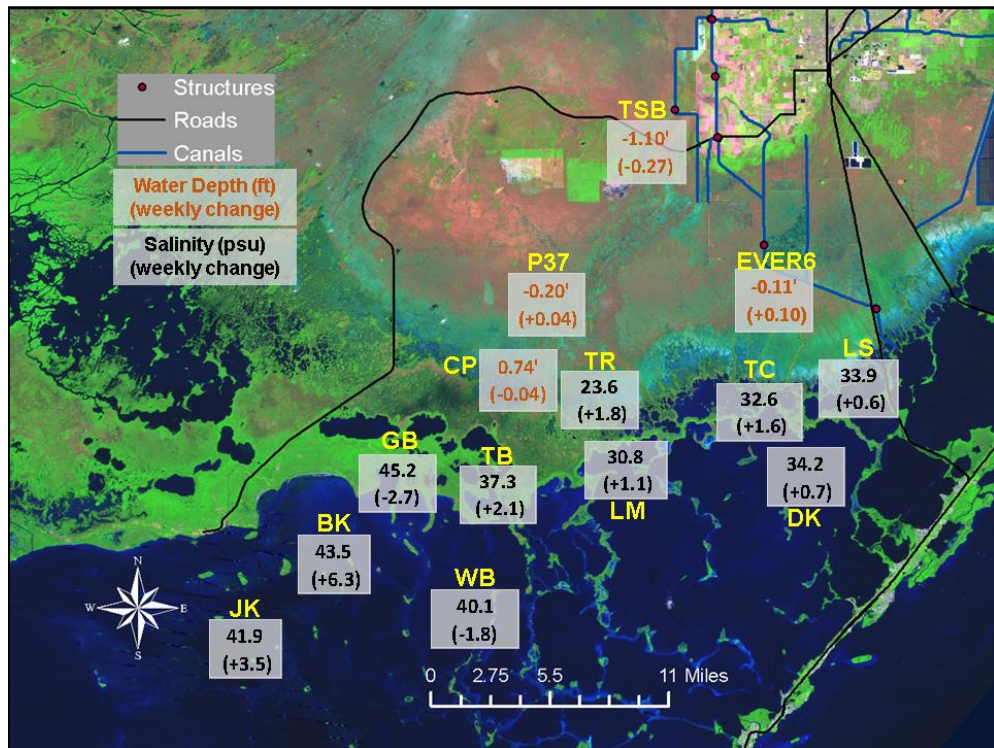 Structures
Roads
Canals
Water Depth (ft)
(weekly change)
Salinity (psu)
(weekly change)
TSB
-1.10'
(-0.27)
P37
-0.20'
(+0.04)
EVER6
-0.11'
(+0.10)
CP
0.74'
(-0.04)
TR
23.6
(+1.8)
TC
32.6
(+1.6)
LS
33.9
(+0.6)
GB
45.2
(-2.7)
TB
37.3
(+2.1)
30.8
(+1.1)
LM
34.2
(+0.7)
DK
BK
43.5
(+6.3)
WB
40.1
(-1.8)
JK
41.9
(+3.5)
N
W E
S
0 2.75 5.5 11 Miles